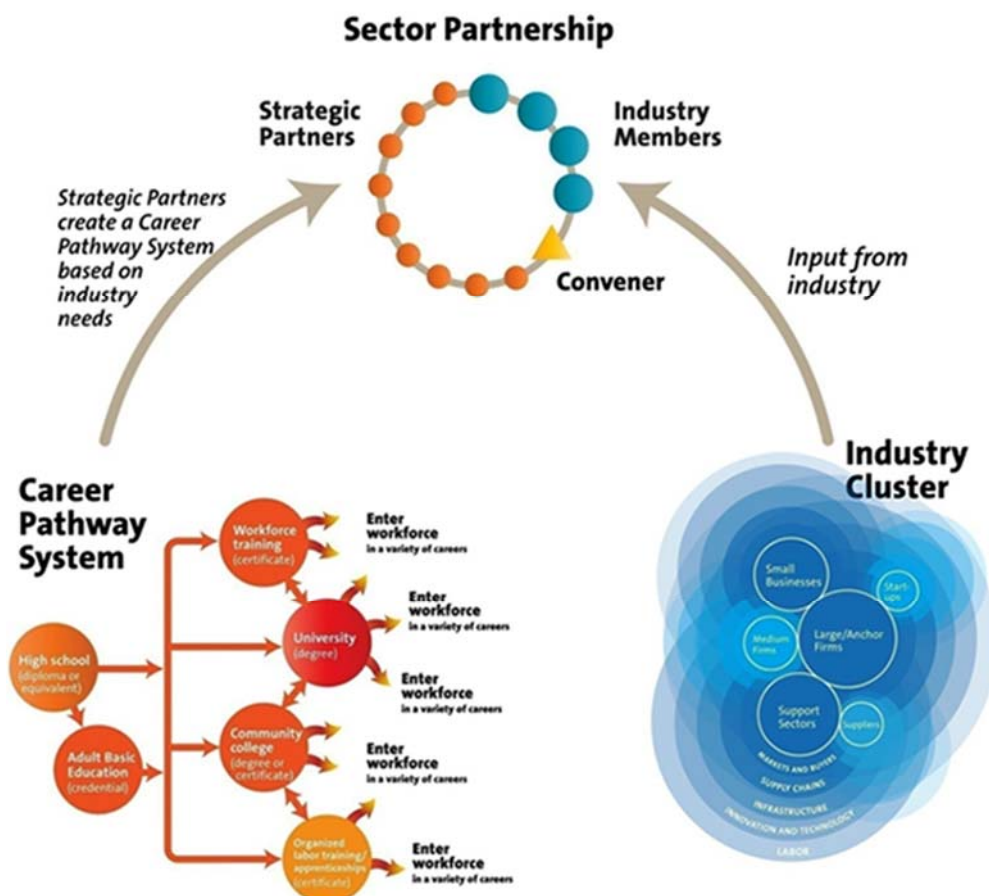 Sector Partnership
Strategic
Partners
Industry
Members
Convener
Strategic Partners
create a Career
Pathway System
based on
industry
needs
Input from
industry
Career
Pathway
System
High school
(diploma or
equivalent)
Adult Basic
Education
(credential)
Workforce
training
(certificate)
Enter
workforce
in a variety of careers
University
(degree)
Enter
workforce
in a variety of careers
Enter
workforce
in a variety of careers
Community
college
(degree or
certificate)
Enter
workforce
in a variety of careers
Organized
labor training/
apprenticeships
(certificate)
Enter
workforce
in a variety of careers
Industry
Cluster
Small
Businesses
Start-
ups
Medium
Firms
Large/Anchor
Firms
Support
Sectors
Suppliers
MARKETS AND BUYERS
SUPPLY CHAINS
INFRASTRUCTURE
INNOVATION AND TECHNOLOGY
LABOR